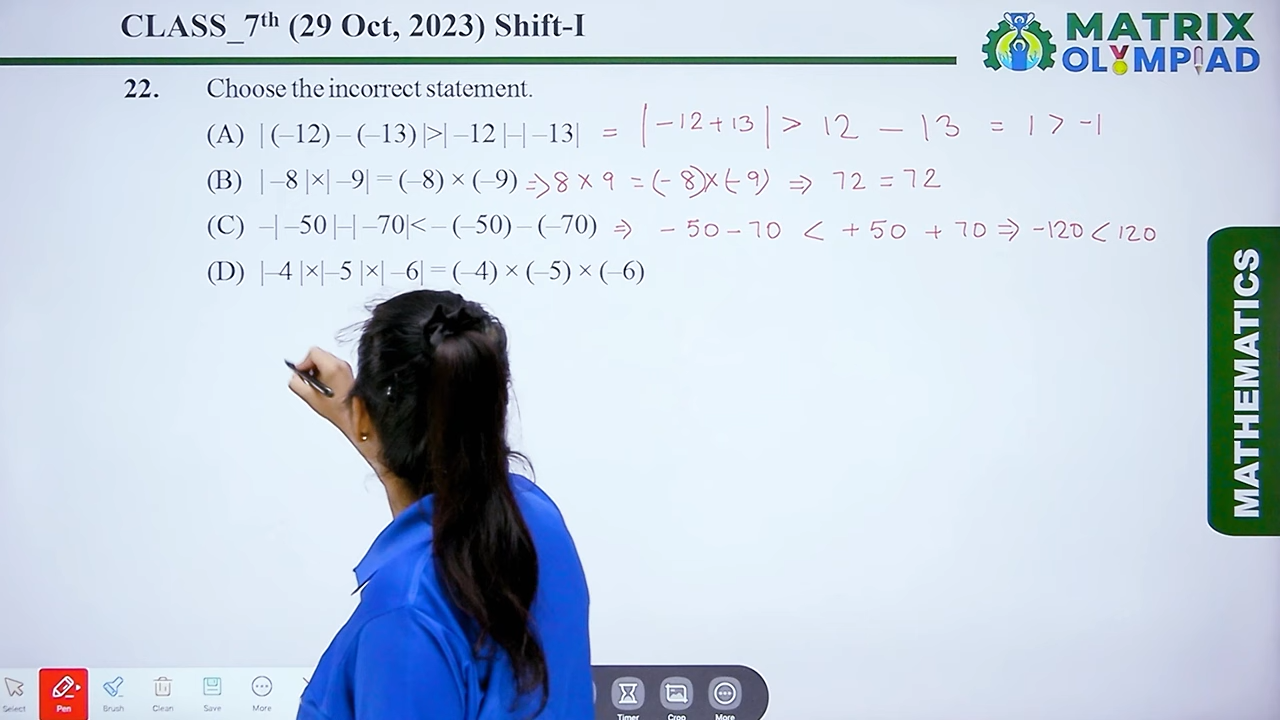 CLASS_7th (29 Oct, 2023) Shift-I
MATRIX
OLYMPIAD
22. Choose the incorrect statement.
(A) | (–12) – (–13) |>| –12 |–| –13| = |-12+13| > 12 - 13 = 1 > -1
(B) | –8 |×| –9| = (–8) × (–9) ⇒ 8 × 9 = (-8)×(-9) ⇒ 72 = 72
(C) –| –50 |–| –70|< – (–50) – (–70) ⇒ -50-70 < +50 + 70 ⇒ -120 < 120
(D) |–4 |×|–5 |×| –6| = (–4) × (–5) × (–6)
MATHEMATICS
Select Pen Brush Clean Save More Timer Crop More